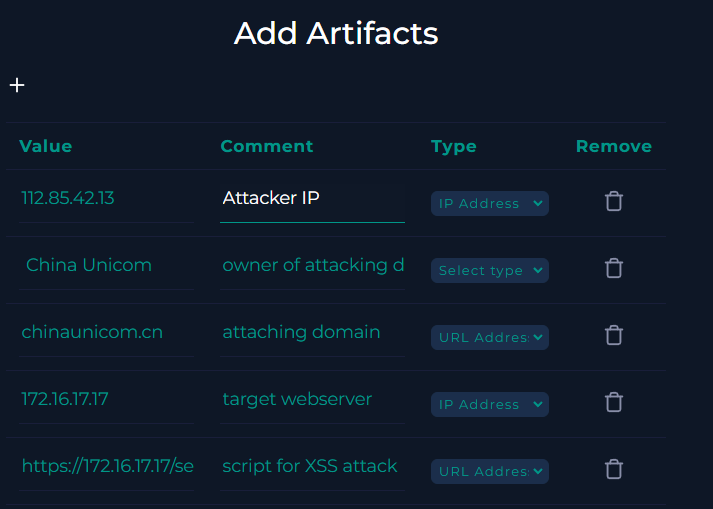 Add Artifacts
+
Value Comment Type Remove
112.85.42.13 Attacker IP IP Address
China Unicom owner of attacking d Select type
chinaunicom.cn attaching domain URL Addres
172.16.17.17 target webserver IP Address
https://172.16.17.17/se script for XSS attack URL Addres